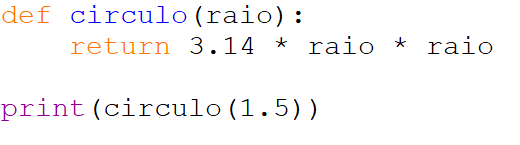 def circulo(raio):
    return 3.14 * raio * raio
print(circulo(1.5))